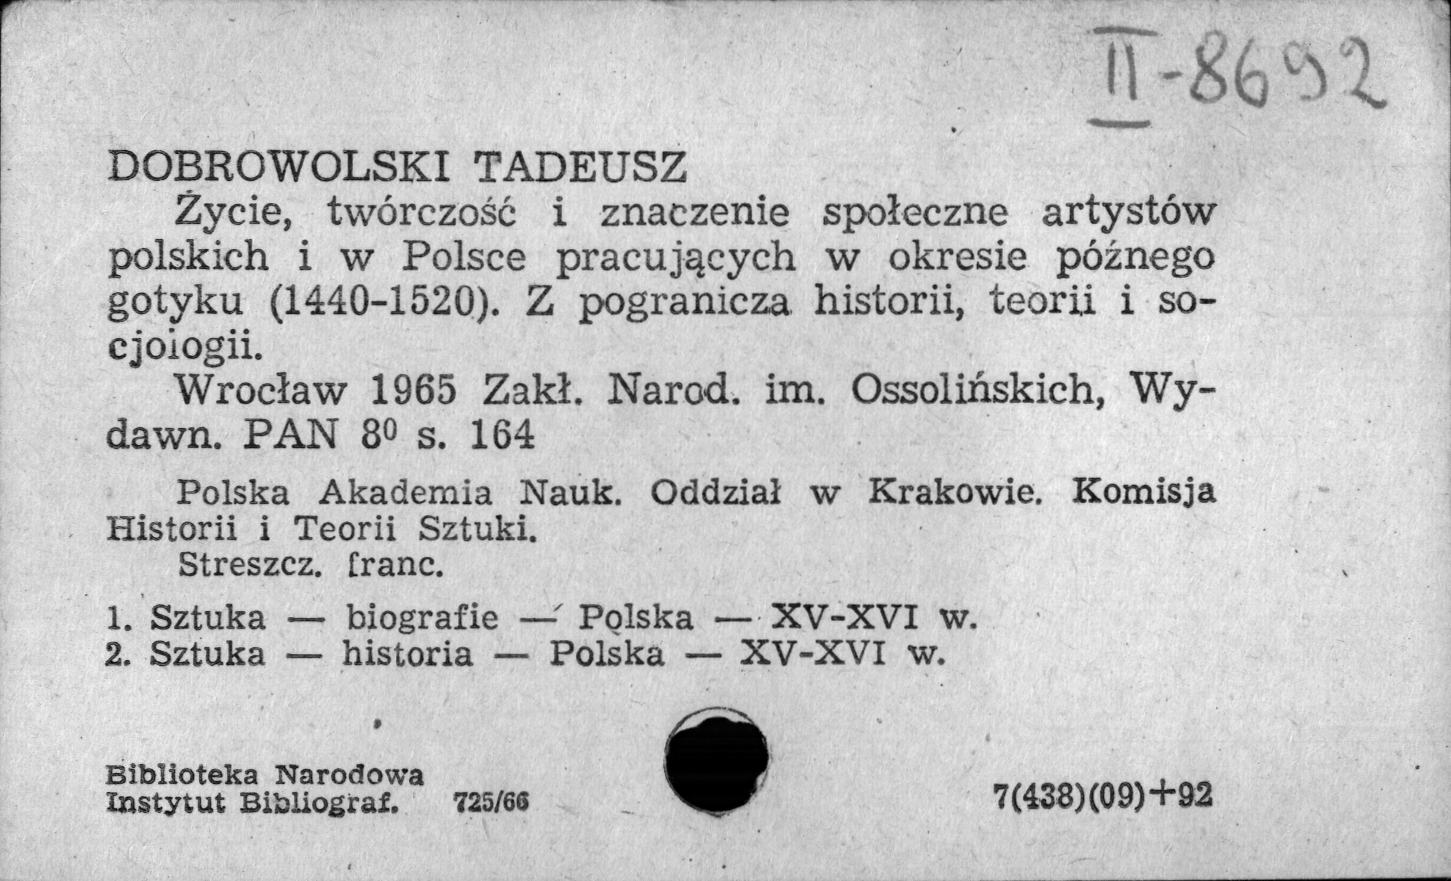 II-8692
DOBROWOLSKI TADEUSZ
Życie, twórczość i znaczenie społeczne artystów
polskich i w Polsce pracujących w okresie późnego
gotyku (1440-1520). Z pogranicza historii, teorii i so-
cjologii.
Wrocław 1965 Zakł. Narod. im. Ossolińskich, Wy-
dawn. PAN 8⁰ s. 164
Polska Akademia Nauk. Oddział w Krakowie. Komisja
Historii i Teorii Sztuki.
Streszcz. franc.
1. Sztuka — biografie — Polska — XV-XVI w.
2. Sztuka — historia — Polska — XV-XVI w.
Biblioteka Narodowa
Instytut Bibliograf. 725/66
7(438)(09)+92